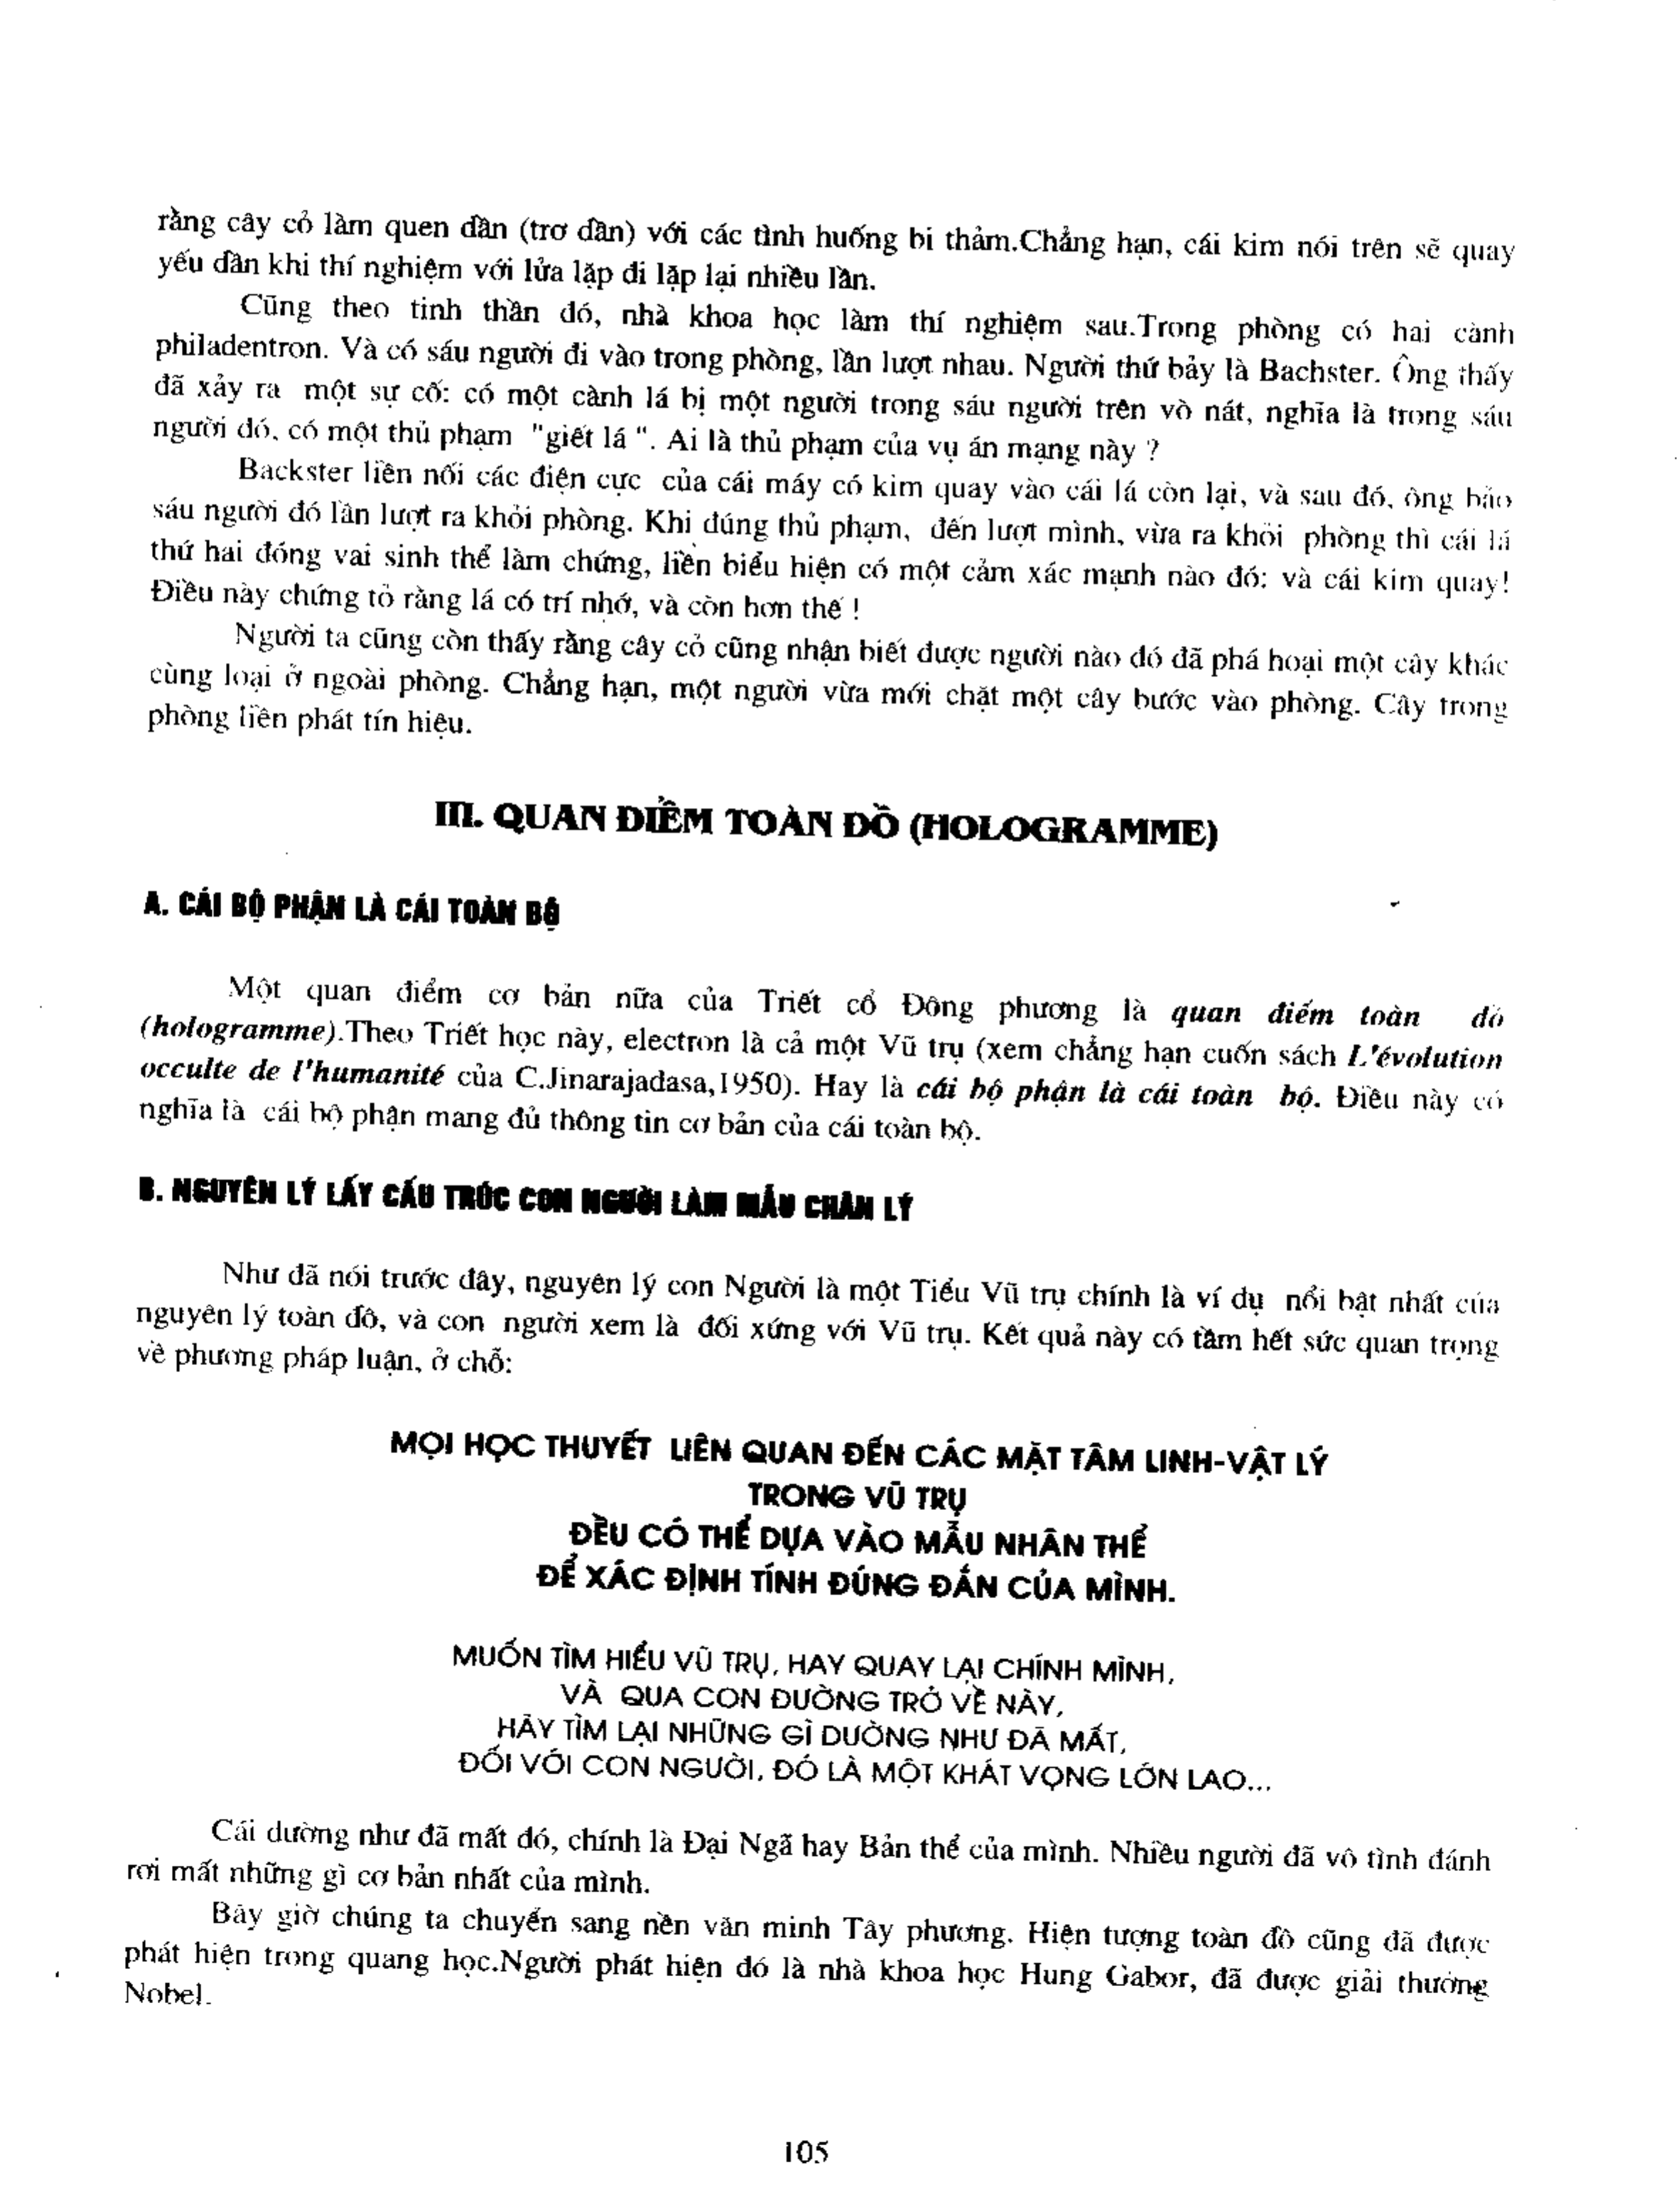 rằng cây cỏ làm quen dần (trơ dần) với các tình huống bi thảm.Chẳng hạn, cái kim nói trên sẽ quay
yếu dần khi thí nghiệm với lửa lặp đi lặp lại nhiều lần.
Cũng theo tinh thần đó, nhà khoa học làm thí nghiệm sau.Trong phòng có hai cành
philadentron. Và có sáu người đi vào trong phòng, lần lượt nhau. Người thứ bảy là Bachster. Ông thấy
đã xảy ra một sự cố: có một cành lá bị một người trong sáu người trên vò nát, nghĩa là trong sáu
người đó, có một thủ phạm "giết lá ". Ai là thủ phạm của vụ án mạng này ?
Backster liền nối các điện cực của cái máy có kim quay vào cái lá còn lại, và sau đó, ông bảo
sáu người đó lần lượt ra khỏi phòng. Khi đúng thủ phạm, đến lượt mình, vừa ra khỏi phòng thì cái lá
thứ hai đóng vai sinh thể làm chứng, liền biểu hiện có một cảm xác mạnh nào đó: và cái kim quay!
Điều này chứng tỏ rằng lá có trí nhớ, và còn hơn thế !
Người ta cũng còn thấy rằng cây cỏ cũng nhận biết được người nào đó đã phá hoại một cây khác
cùng loại ở ngoài phòng. Chẳng hạn, một người vừa mới chặt một cây bước vào phòng. Cây trong
phòng liền phát tín hiệu.
III. QUAN ĐIỂM TOÀN ĐỒ (HOLOGRAMME)
A. CÁI BỘ PHẬN LÀ CÁI TOÀN BỘ
Một quan điểm cơ bản nữa của Triết cổ Đông phương là quan điểm toàn đồ
(hologramme).Theo Triết học này, electron là cả một Vũ trụ (xem chẳng hạn cuốn sách L'évolution
occulte de l'humanité của C.Jinarajadasa,1950). Hay là cái bộ phận là cái toàn bộ. Điều này có
nghĩa là cái bộ phận mang đủ thông tin cơ bản của cái toàn bộ.
B. NGUYÊN LÝ LẤY CẤU TRÚC CON NGƯỜI LÀM MẪU CHÂN LÝ
Như đã nói trước đây, nguyên lý con Người là một Tiểu Vũ trụ chính là ví dụ nổi bật nhất của
nguyên lý toàn đồ, và con người xem là đối xứng với Vũ trụ. Kết quả này có tầm hết sức quan trọng
về phương pháp luận, ở chỗ:
MỌI HỌC THUYẾT LIÊN QUAN ĐẾN CÁC MẶT TÂM LINH-VẬT LÝ
TRONG VŨ TRỤ
ĐỀU CÓ THỂ DỰA VÀO MẪU NHÂN THỂ
ĐỂ XÁC ĐỊNH TÍNH ĐÚNG ĐẮN CỦA MÌNH.
MUỐN TÌM HIỂU VŨ TRỤ, HAY QUAY LẠI CHÍNH MÌNH,
VÀ QUA CON ĐƯỜNG TRỞ VỀ NÀY,
HÃY TÌM LẠI NHỮNG GÌ DƯỜNG NHƯ ĐÃ MẤT,
ĐỐI VỚI CON NGƯỜI, ĐÓ LÀ MỘT KHÁT VỌNG LỚN LAO...
Cái dường như đã mất đó, chính là Đại Ngã hay Bản thể của mình. Nhiều người đã vô tình đánh
rơi mất những gì cơ bản nhất của mình.
Bây giờ chúng ta chuyển sang nền văn minh Tây phương. Hiện tượng toàn đồ cũng đã được
phát hiện trong quang học.Người phát hiện đó là nhà khoa học Hung Gabor, đã được giải thưởng
Nobel.
105